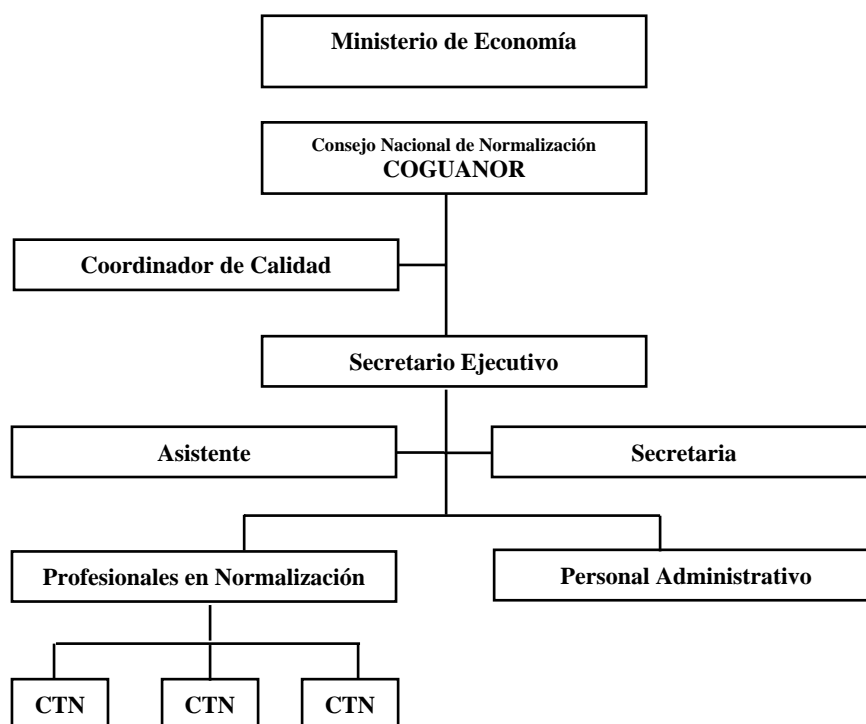 Ministerio de Economía
Consejo Nacional de Normalización
COGUANOR
Coordinador de Calidad
Secretario Ejecutivo
Asistente
Secretaria
Profesionales en Normalización
Personal Administrativo
CTN
CTN
CTN